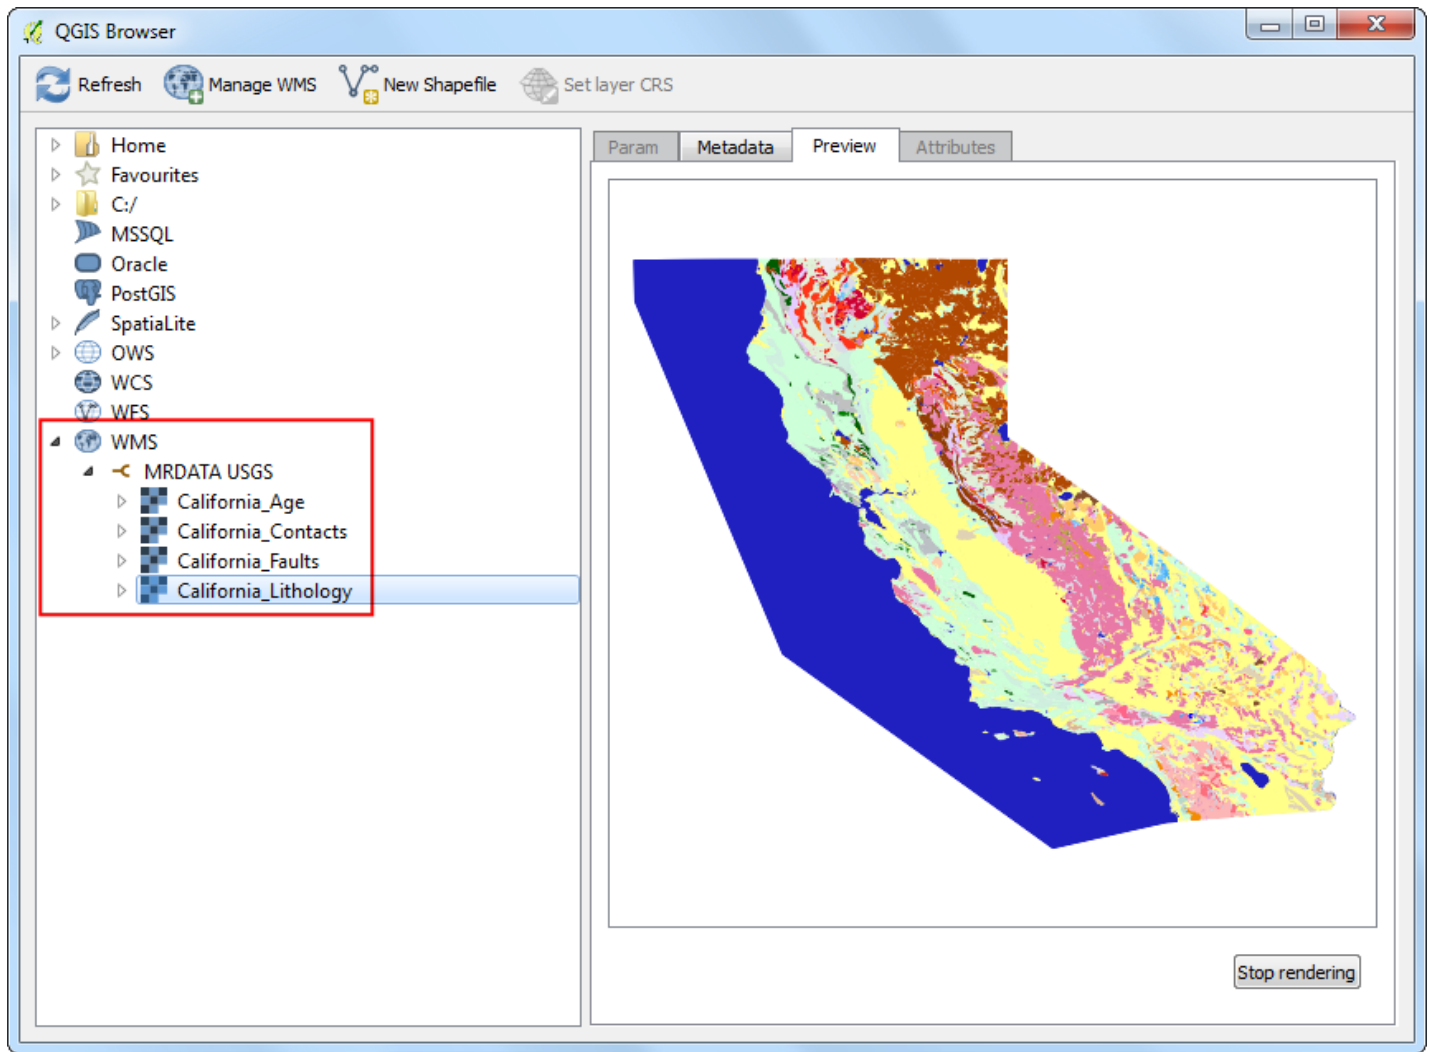 QGIS Browser
Refresh Manage WMS New Shapefile Set layer CRS
Home
Favourites
C:/
MSSQL
Oracle
PostGIS
SpatiaLite
OWS
WCS
WFS
WMS
MRDATA USGS
California_Age
California_Contacts
California_Faults
California_Lithology
Param Metadata Preview Attributes
Stop rendering